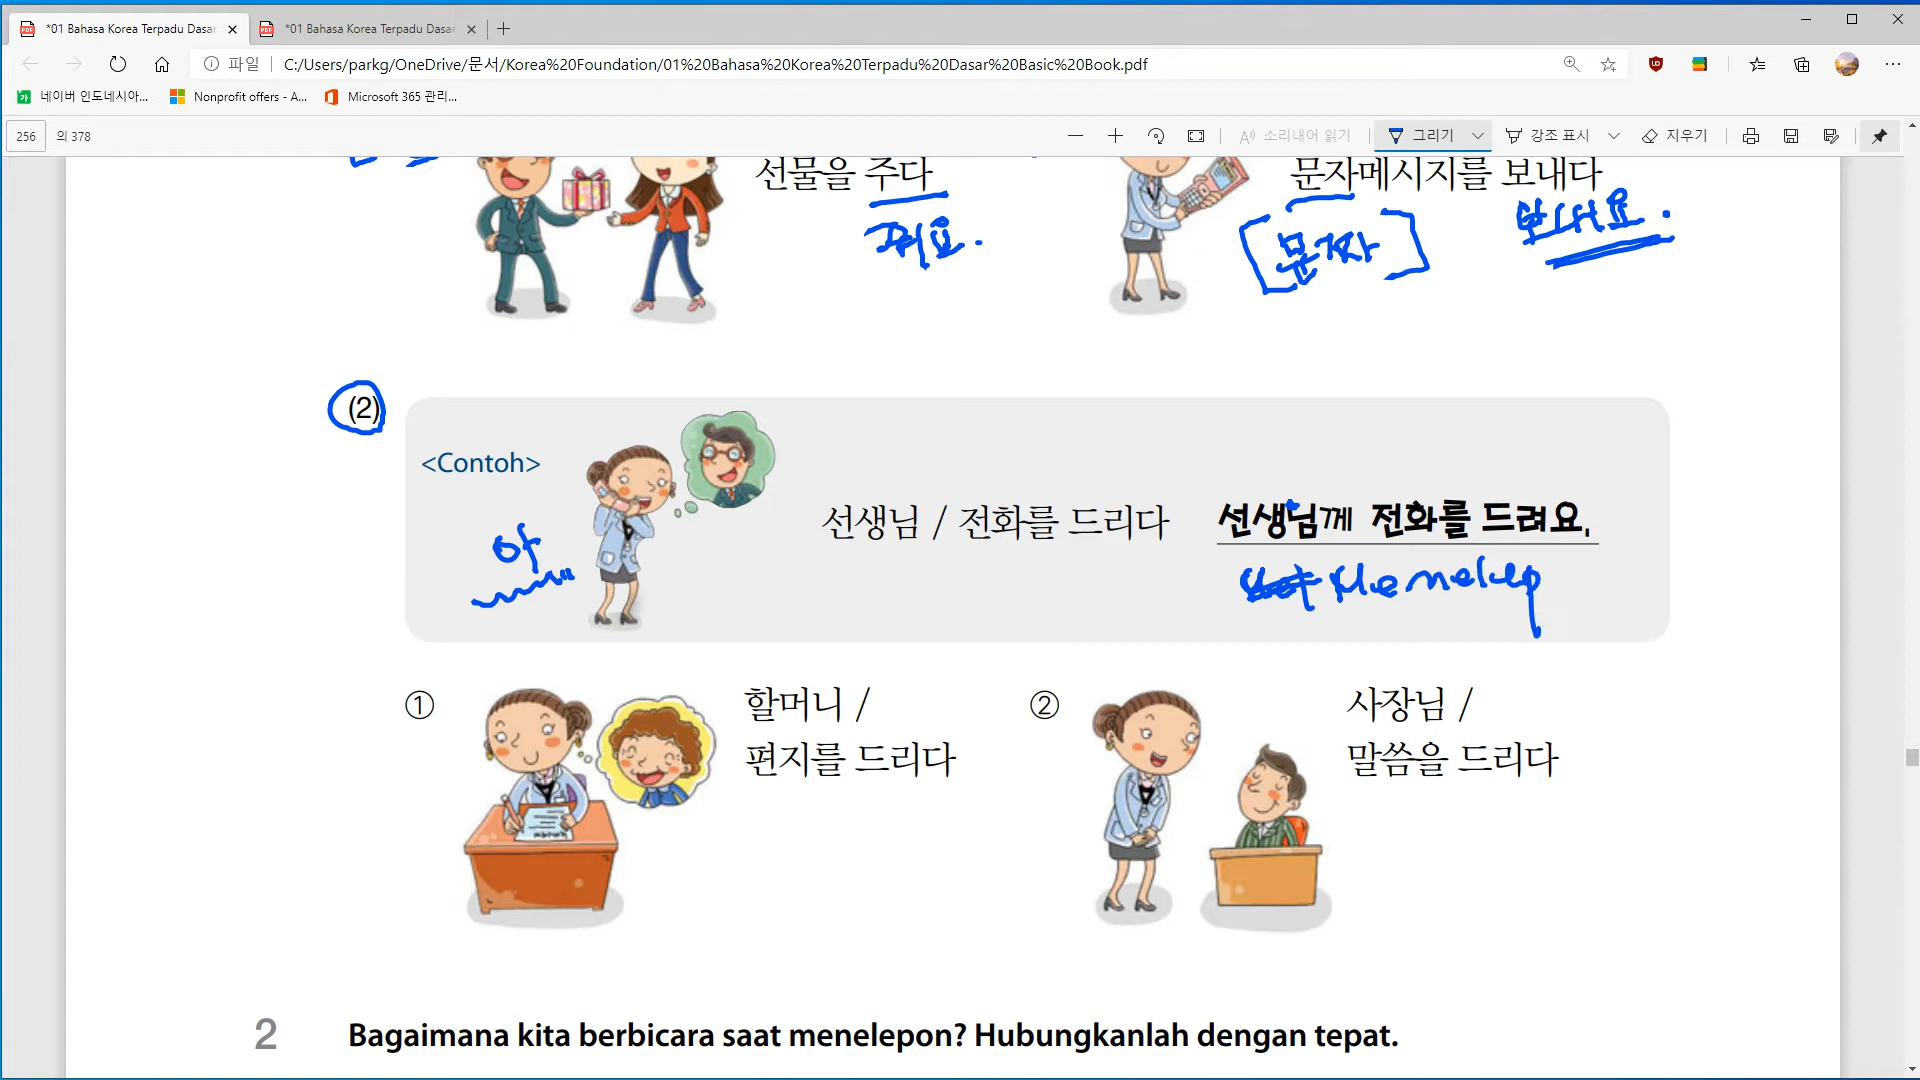 *01 Bahasa Korea Terpadu Dasar
*01 Bahasa Korea Terpadu Dasar
파일
C:/Users/parkg/OneDrive/문서/Korea%20Foundation/01%20Bahasa%20Korea%20Terpadu%20Dasar%20Basic%20Book.pdf
네이버 인도네시아...
Nonprofit offers - A...
Microsoft 365 관리...
256 의 378
소리내어 읽기
그리기
강조 표시
지우기
선물을 주다
문자메시지를 보내다
줘요.
[문짜]
보내요.
(2)
<Contoh>
선생님 / 전화를 드리다
선생님께 전화를 드려요.
①
할머니 /
편지를 드리다
②
사장님 /
말씀을 드리다
2 Bagaimana kita berbicara saat menelepon? Hubungkanlah dengan tepat.